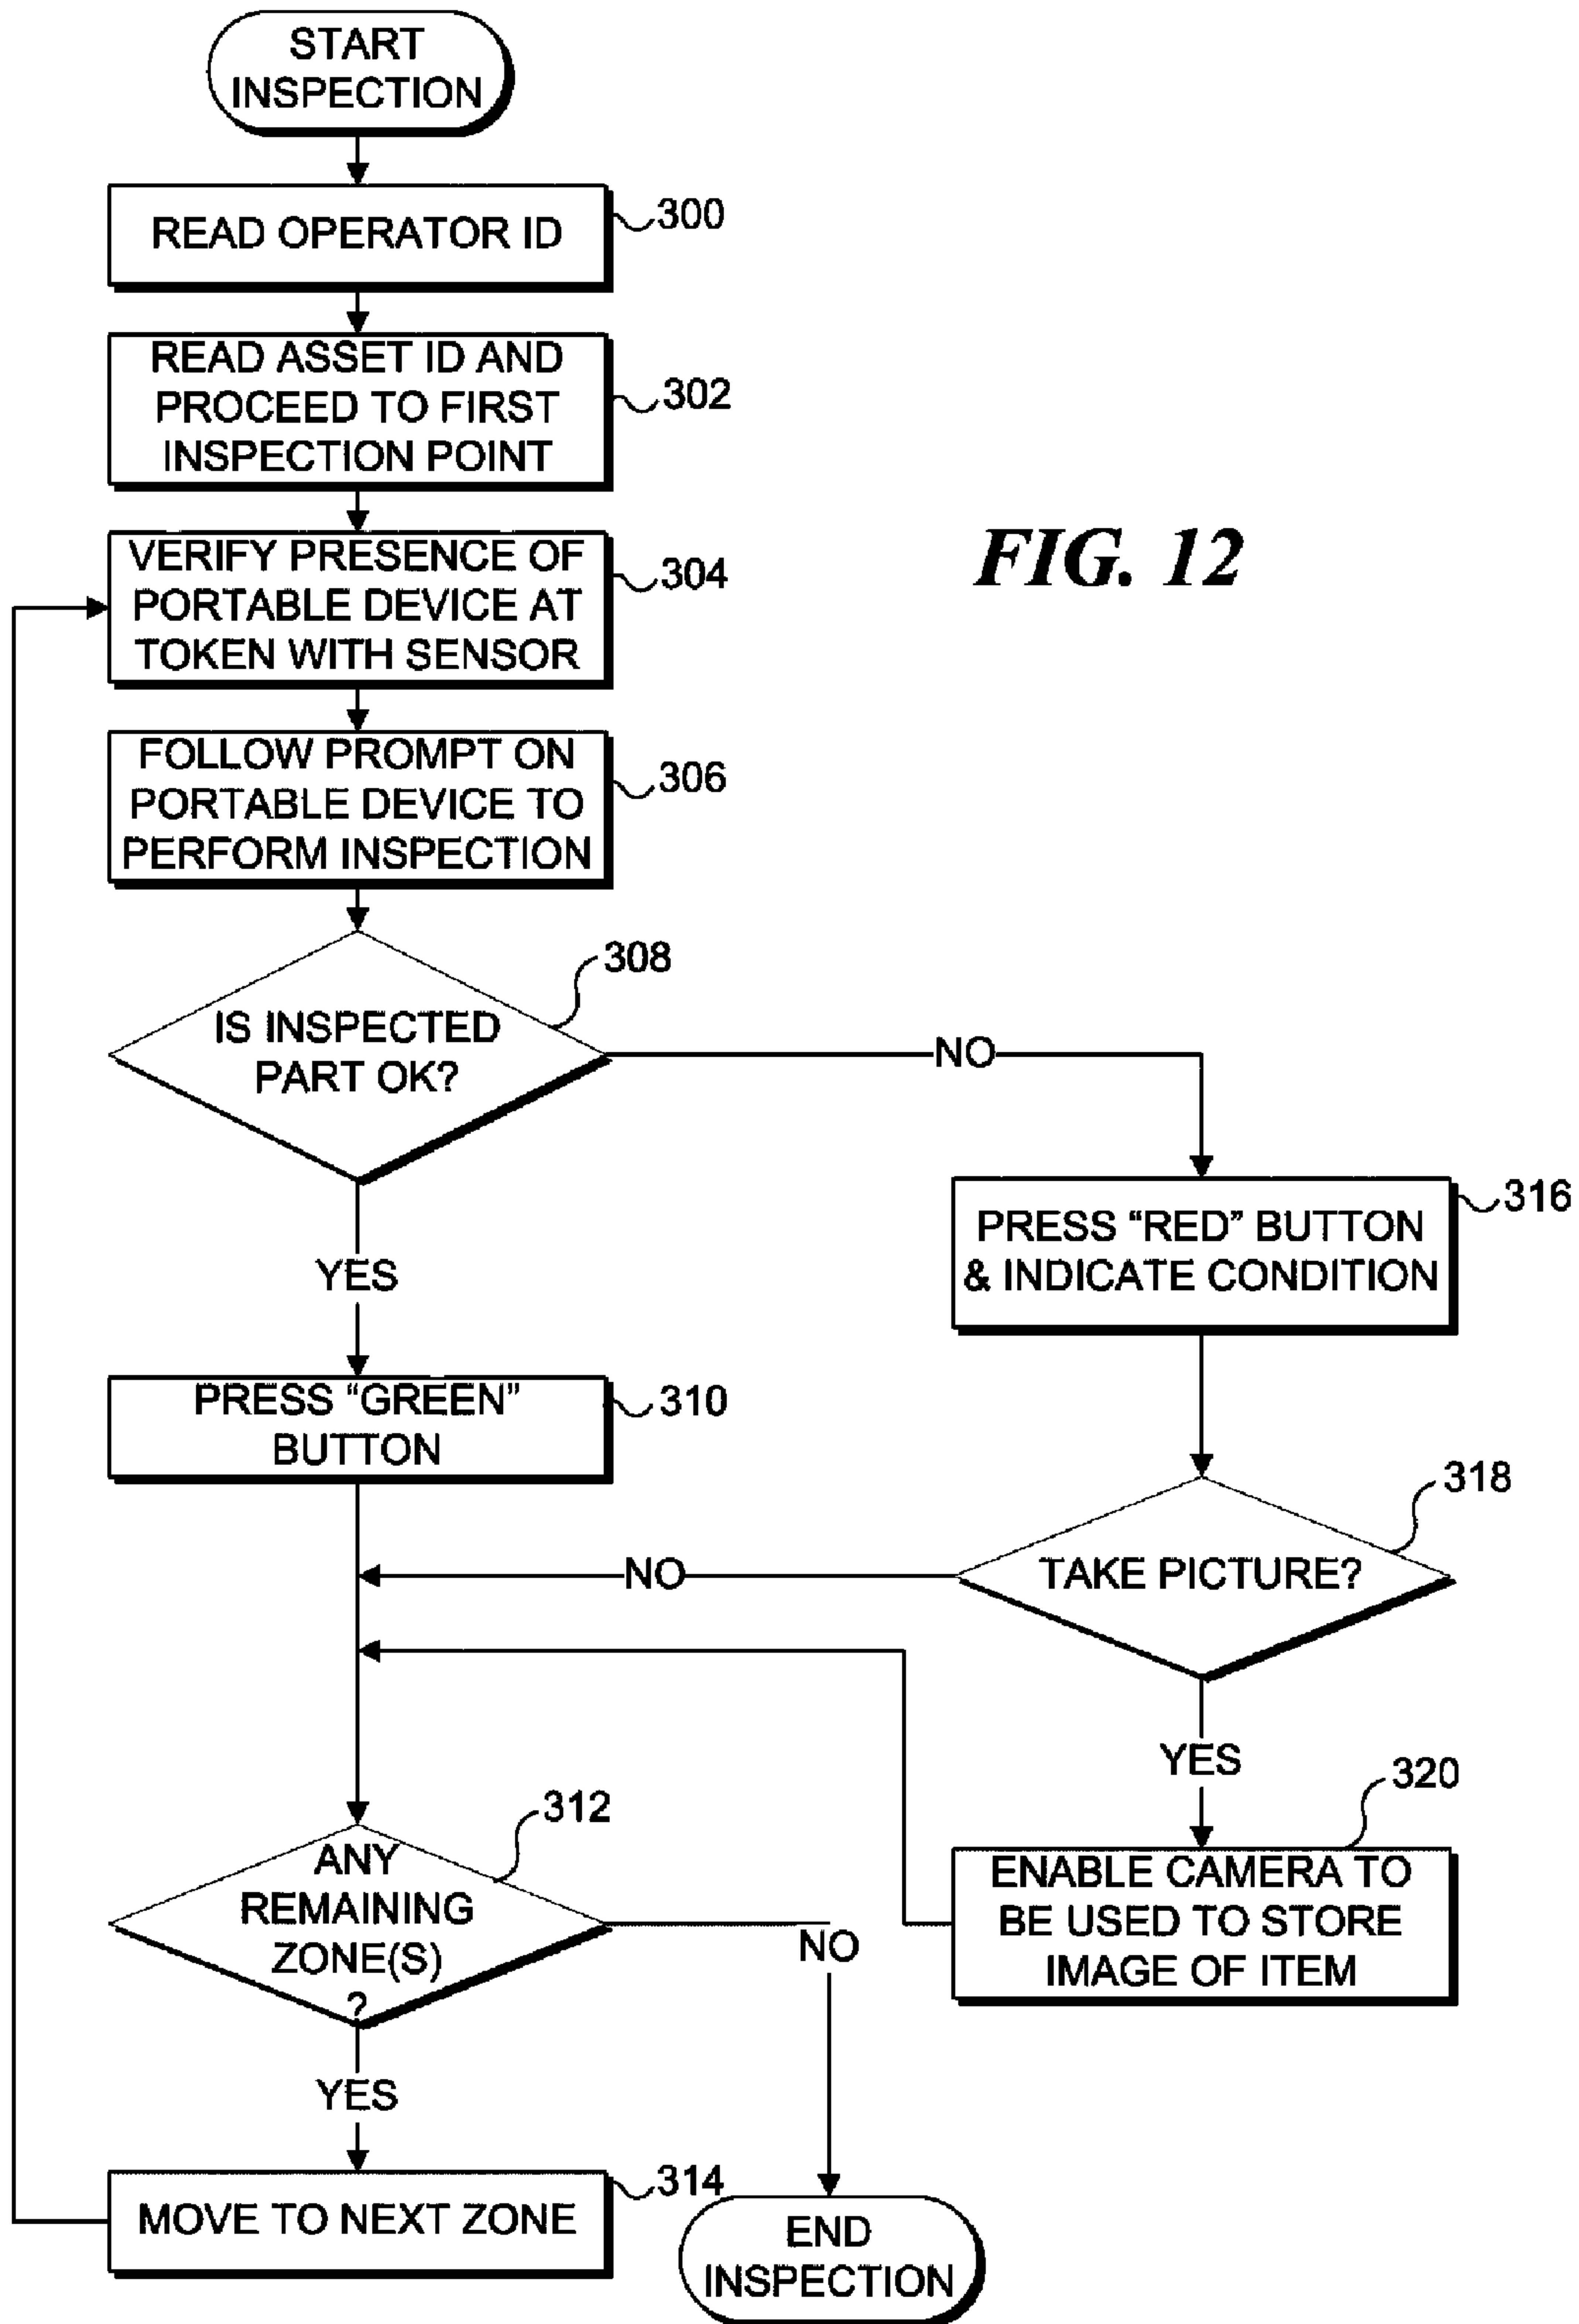 START
INSPECTION
READ OPERATOR ID
300
READ ASSET ID AND
PROCEED TO FIRST
INSPECTION POINT
302
FIG. 12
VERIFY PRESENCE OF
PORTABLE DEVICE AT
TOKEN WITH SENSOR
304
FOLLOW PROMPT ON
PORTABLE DEVICE TO
PERFORM INSPECTION
306
308
IS INSPECTED
PART OK?
NO
YES
PRESS “RED” BUTTON
& INDICATE CONDITION
316
PRESS “GREEN”
BUTTON
310
318
TAKE PICTURE?
NO
YES
312
ANY
REMAINING
ZONE(S)
?
NO
YES
320
ENABLE CAMERA TO
BE USED TO STORE
IMAGE OF ITEM
MOVE TO NEXT ZONE
314
END
INSPECTION